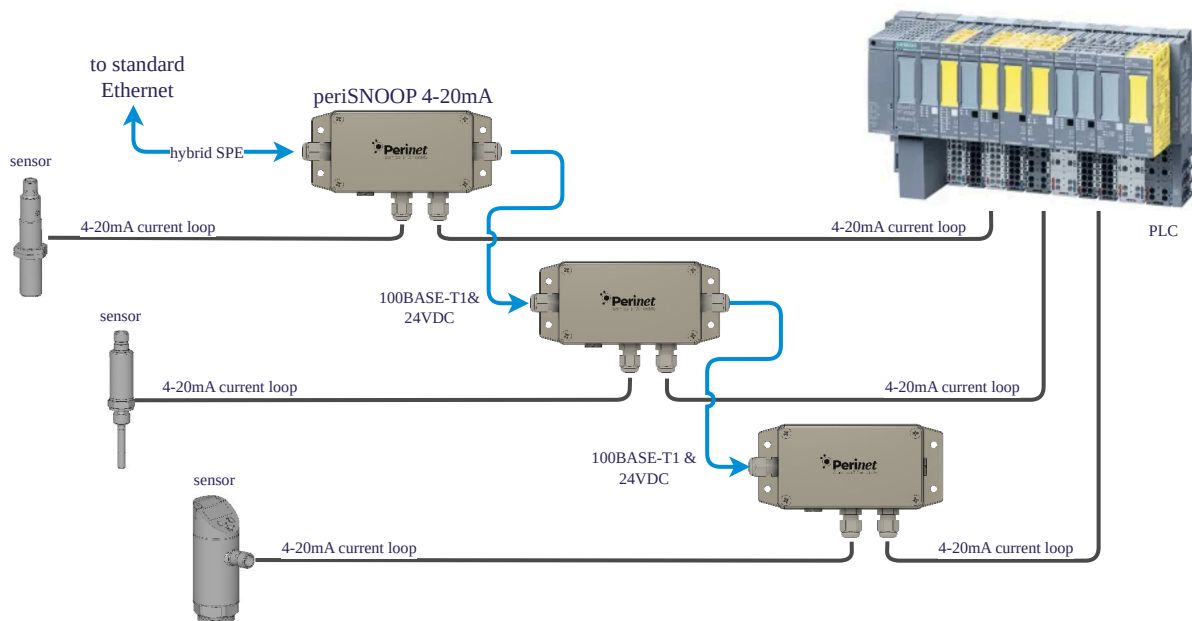 SIEMENS
to standard
Ethernet
periSNOOP 4-20mA
Perinet
hybrid SPE
sensor
4-20mA current loop
4-20mA current loop
PLC
100BASE-T1&
24VDC
Perinet
sensor
4-20mA current loop
4-20mA current loop
100BASE-T1 &
24VDC
Perinet
sensor
4-20mA current loop
4-20mA current loop